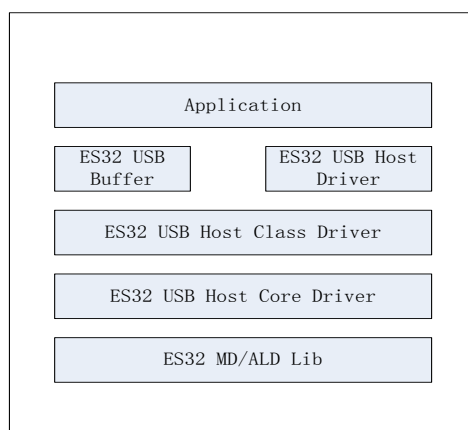 Application
ES32 USB
Buffer
ES32 USB Host
Driver
ES32 USB Host Class Driver
ES32 USB Host Core Driver
ES32 MD/ALD Lib